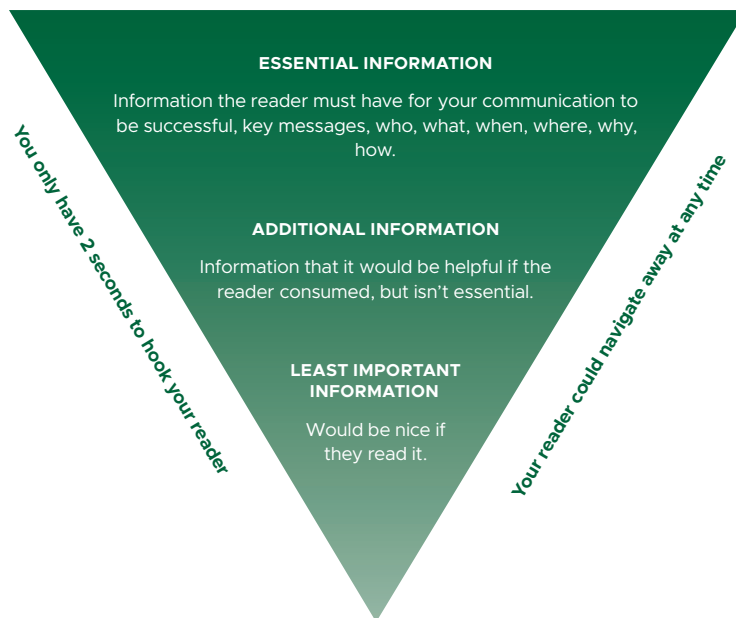 ESSENTIAL INFORMATION
Information the reader must have for your communication to
be successful, key messages, who, what, when, where, why,
how.
You only have 2 seconds to hook your reader
Your reader could navigate away at any time
ADDITIONAL INFORMATION
Information that it would be helpful if the
reader consumed, but isn’t essential.
LEAST IMPORTANT
INFORMATION
Would be nice if
they read it.